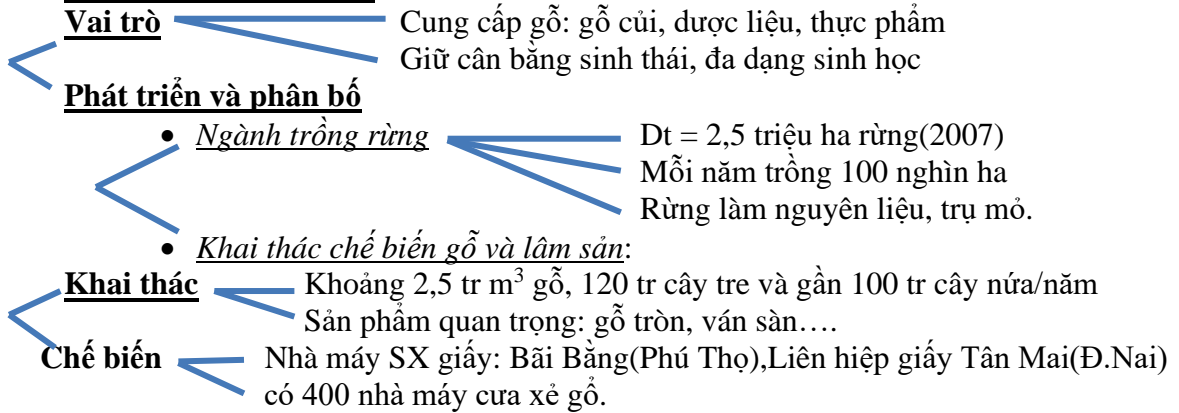 Vai trò Cung cấp gỗ: gỗ củi, dược liệu, thực phẩm
Giữ cân bằng sinh thái, đa dạng sinh học
Phát triển và phân bố
• Ngành trồng rừng Dt = 2,5 triệu ha rừng(2007)
Mỗi năm trồng 100 nghìn ha
Rừng làm nguyên liệu, trụ mỏ.
• Khai thác chế biến gỗ và lâm sản:
Khai thác Khoảng 2,5 tr m³ gỗ, 120 tr cây tre và gần 100 tr cây nứa/năm
Sản phẩm quan trọng: gỗ tròn, ván sàn….
Chế biến Nhà máy SX giấy: Bãi Bằng(Phú Thọ),Liên hiệp giấy Tân Mai(Đ.Nai)
có 400 nhà máy cưa xẻ gổ.